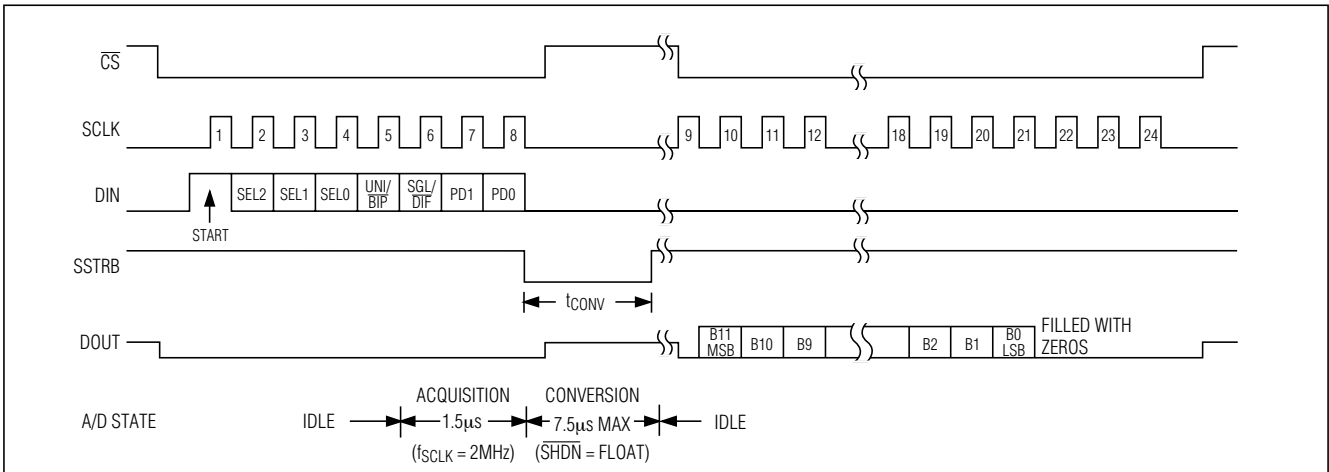 CS
SCLK
1 2 3 4 5 6 7 8 9 10 11 12 18 19 20 21 22 23 24
DIN
SEL2 SEL1 SEL0 UNI/BIP SGL/DIF PD1 PD0
START
SSTRB
tCONV
DOUT
B11 MSB B10 B9 B2 B1 B0 LSB FILLED WITH ZEROS
ACQUISITION CONVERSION
A/D STATE IDLE 1.5µs 7.5µs MAX IDLE
(fSCLK = 2MHz) (SHDN = FLOAT)